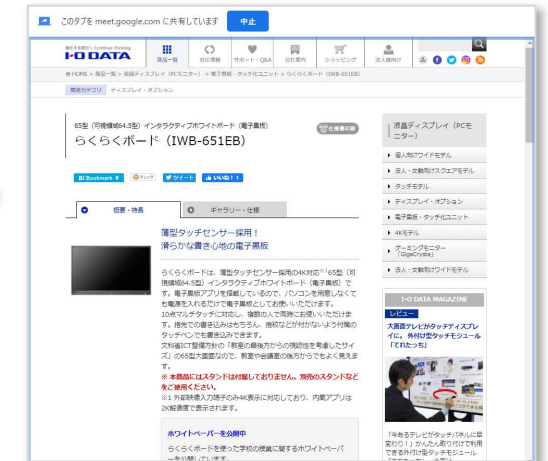 このタブを meet.google.com に共有しています
中止
進化する明日へ Continue thinking
I-O DATA
商品一覧
対応情報
サポート・Q&A
会社案内
ショッピング
法人様向け
HOME > 商品一覧 > 液晶ディスプレイ（PCモニター） > 電子黒板・タッチ化ユニット > らくらくボード（IWB-651EB）
関連カテゴリ ディスプレイ・オプション
65型（可視領域64.5型）インタラクティブホワイトボード（電子黒板）
らくらくボード（IWB-651EB）
仕様書印刷
B! Bookmark
チェック
ツイート
いいね！ 1
概要・特長
ギャラリー・仕様
薄型タッチセンサー採用！
滑らかな書き心地の電子黒板
らくらくボードは、薄型タッチセンサー採用の4K対応※1 65型（可
視領域64.5型）インタラクティブホワイトボード（電子黒板）で
す。電子黒板アプリを搭載しているので、パソコンを用意しなくて
も電源を入れるだけで電子黒板としてお使いいただけます。
10点マルチタッチに対応し、複数の人で同時にお使いいただけま
す。指先での書き込みはもちろん、指紋などが付かないよう付属の
タッチペンでも書き込みできます。
文科省ICT整備方針の「教室の最後方からの視認性を考慮したサイ
ズ」の65型大画面なので、教室や会議室の後方からでもよく見えま
す。
※ 本商品にはスタンドは付属しておりません。別売のスタンドなど
をご使用ください。
※1 外部映像入力端子のみ4K表示に対応しており、内蔵アプリは
2K解像度で表示されます。
ホワイトペーパーを公開中
らくらくボードを使った学校の授業に関するホワイトペーパ
ーを公開しています。
液晶ディスプレイ（PCモ
ニター）
個人向けワイドモデル
法人・文教向けスクエアモデル
タッチモデル
ディスプレイ・オプション
電子黒板・タッチ化ユニット
4Kモデル
ゲーミングモニター
「GigaCrysta」
法人・文教向けワイドモデル
I-O DATA MAGAZINE
レビュー
大画面テレビがタッチディスプレ
イに。 外付け型タッチモジュール
「てれたっち」
「今あるテレビがタッチパネルに早
変わり！」かんたん取り付けで利用
できる外付け型タッチモジュール